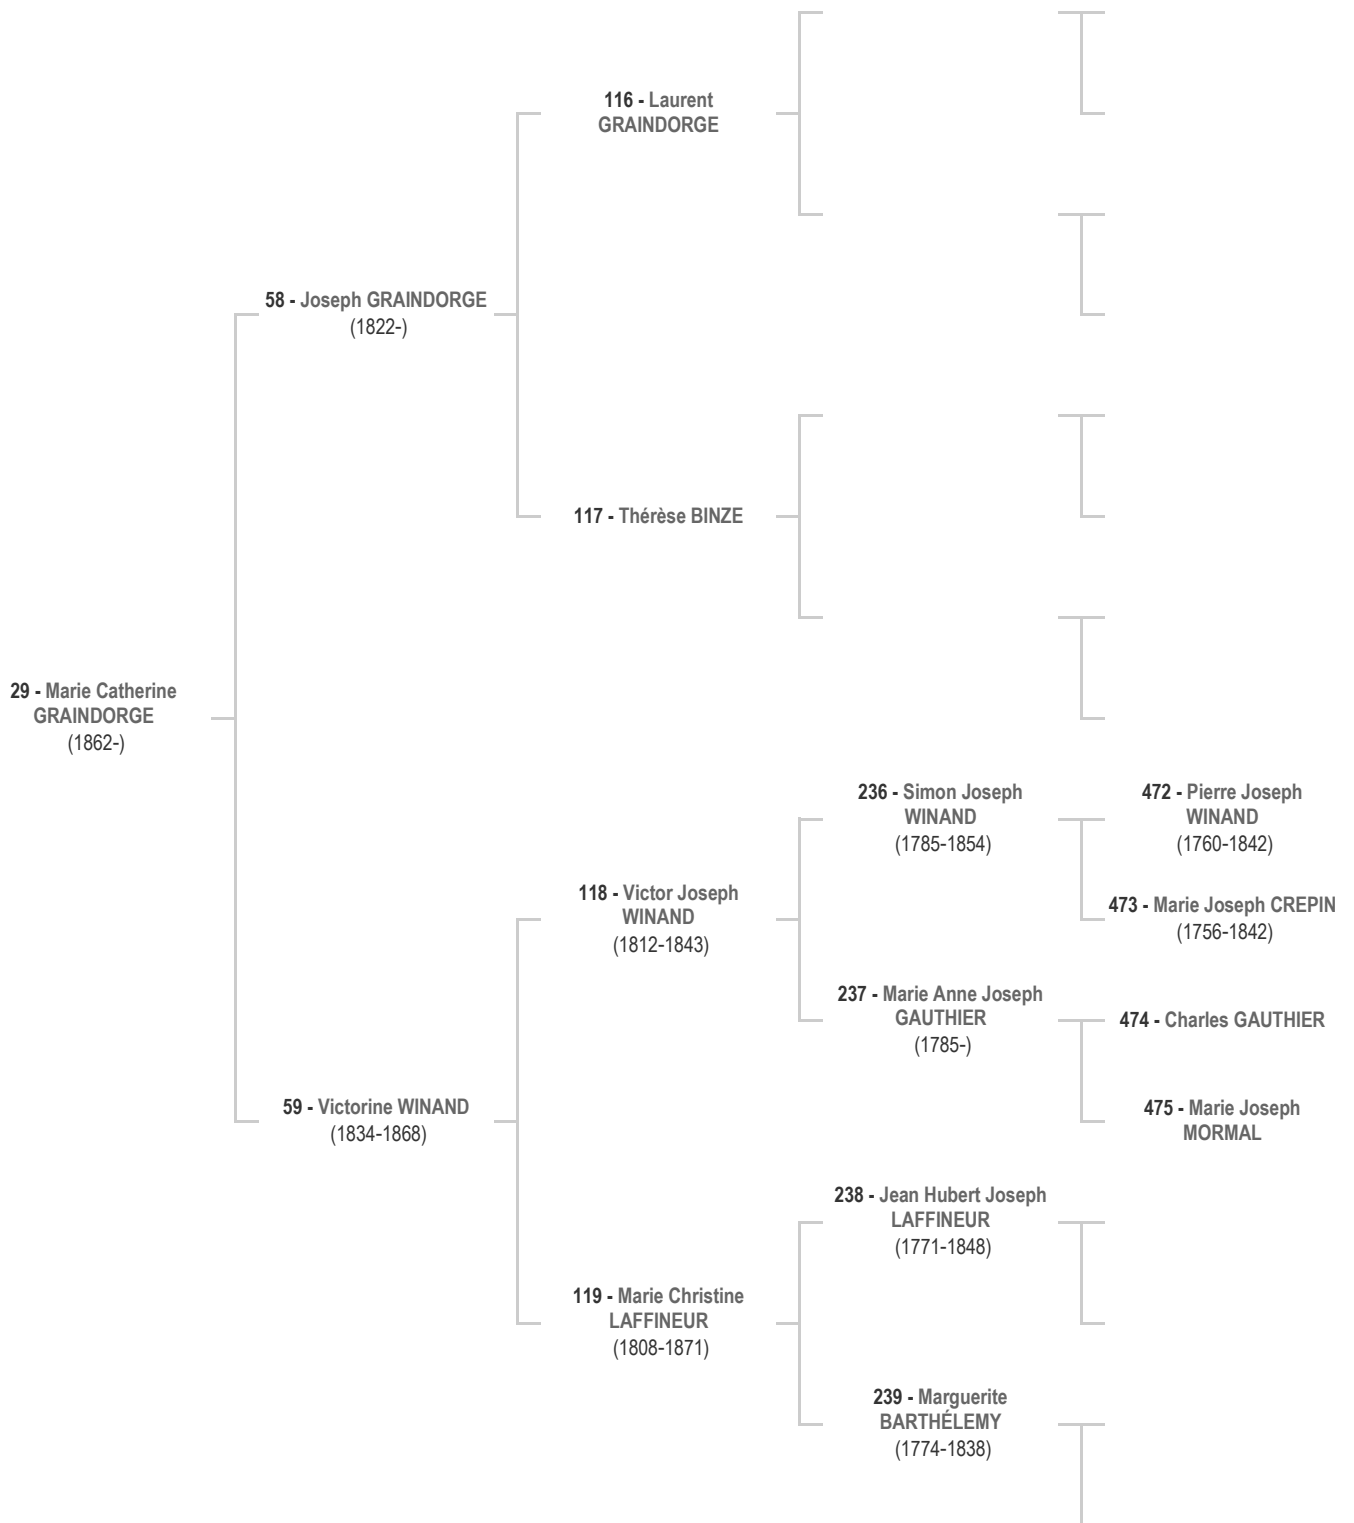 116 - Laurent
GRAINDORGE
58 - Joseph GRAINDORGE
(1822-)
117 - Thérèse BINZE
29 - Marie Catherine
GRAINDORGE
(1862-)
236 - Simon Joseph
WINAND
(1785-1854)
472 - Pierre Joseph
WINAND
(1760-1842)
118 - Victor Joseph
WINAND
(1812-1843)
473 - Marie Joseph CREPIN
(1756-1842)
237 - Marie Anne Joseph
GAUTHIER
(1785-)
474 - Charles GAUTHIER
59 - Victorine WINAND
(1834-1868)
475 - Marie Joseph
MORMAL
238 - Jean Hubert Joseph
LAFFINEUR
(1771-1848)
119 - Marie Christine
LAFFINEUR
(1808-1871)
239 - Marguerite
BARTHÉLEMY
(1774-1838)